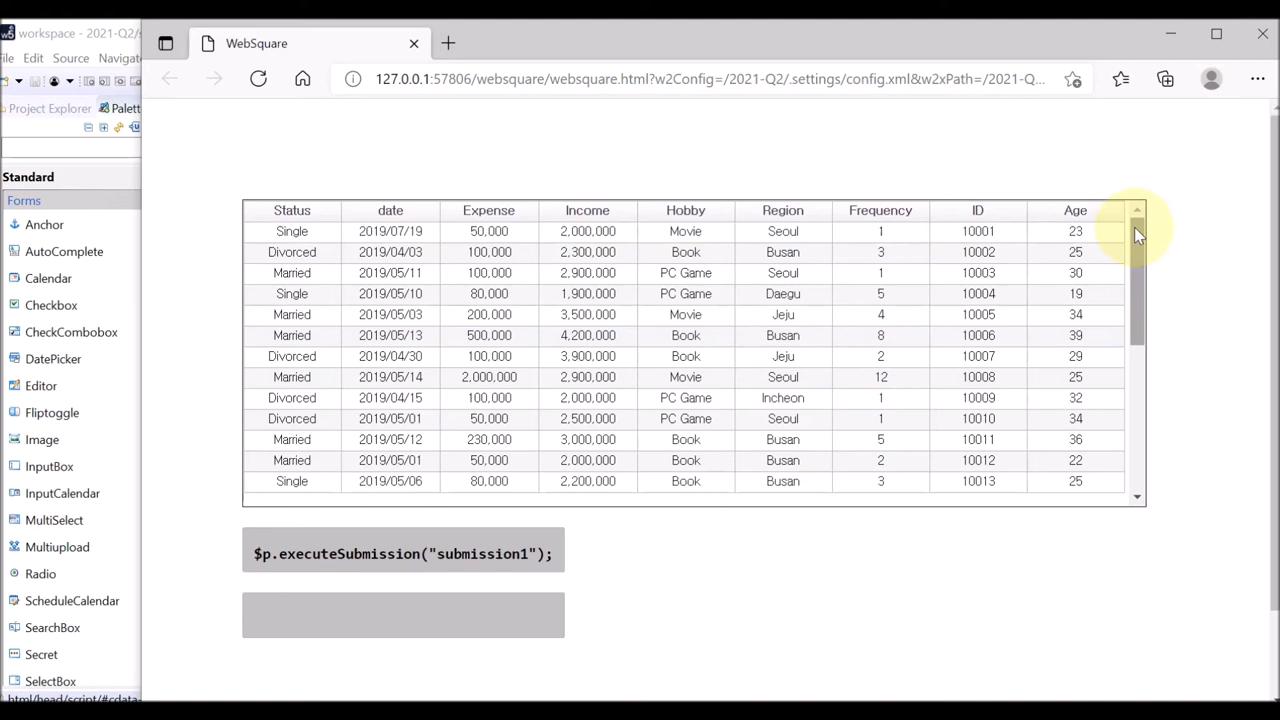 workspace - 2021-Q2/s
WebSquare
File Edit Source Navigate
127.0.0.1:57806/websquare/websquare.html?w2Config=/2021-Q2/.settings/config.xml&w2xPath=/2021-Q...
Project Explorer Palett
Standard
Forms
Anchor
AutoComplete
Calendar
Checkbox
CheckCombobox
DatePicker
Editor
Fliptoggle
Image
InputBox
InputCalendar
MultiSelect
Multiupload
Radio
ScheduleCalendar
SearchBox
Secret
SelectBox
html/head/script/#cdata-
Status date Expense Income Hobby Region Frequency ID Age
Single 2019/07/19 50,000 2,000,000 Movie Seoul 1 10001 23
Divorced 2019/04/03 100,000 2,300,000 Book Busan 3 10002 25
Married 2019/05/11 100,000 2,900,000 PC Game Seoul 1 10003 30
Single 2019/05/10 80,000 1,900,000 PC Game Daegu 5 10004 19
Married 2019/05/03 200,000 3,500,000 Movie Jeju 4 10005 34
Married 2019/05/13 500,000 4,200,000 Book Busan 8 10006 39
Divorced 2019/04/30 100,000 3,900,000 Book Jeju 2 10007 29
Married 2019/05/14 2,000,000 2,900,000 Movie Seoul 12 10008 25
Divorced 2019/04/15 100,000 2,000,000 PC Game Incheon 1 10009 32
Divorced 2019/05/01 50,000 2,500,000 PC Game Seoul 1 10010 34
Married 2019/05/12 230,000 3,000,000 Book Busan 5 10011 36
Married 2019/05/01 50,000 2,000,000 Book Busan 2 10012 22
Single 2019/05/06 80,000 2,200,000 Book Busan 3 10013 25
$p.executeSubmission("submission1");